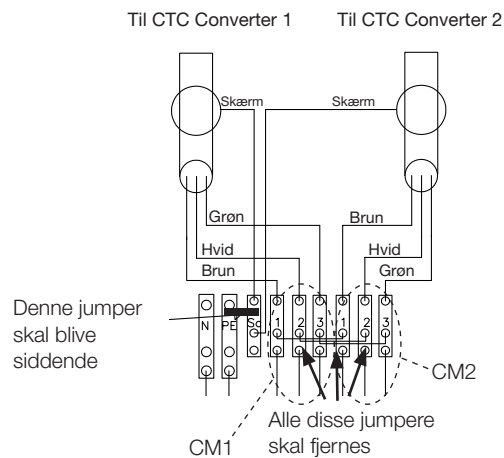 Til CTC Converter 1
Til CTC Converter 2
Skærm
Skærm
Grøn
Brun
Hvid
Hvid
Brun
Grøn
N
PE
Sc
1
2
3
1
2
3
Denne jumper
skal blive
siddende
CM2
CM1
Alle disse jumpere
skal fjernes